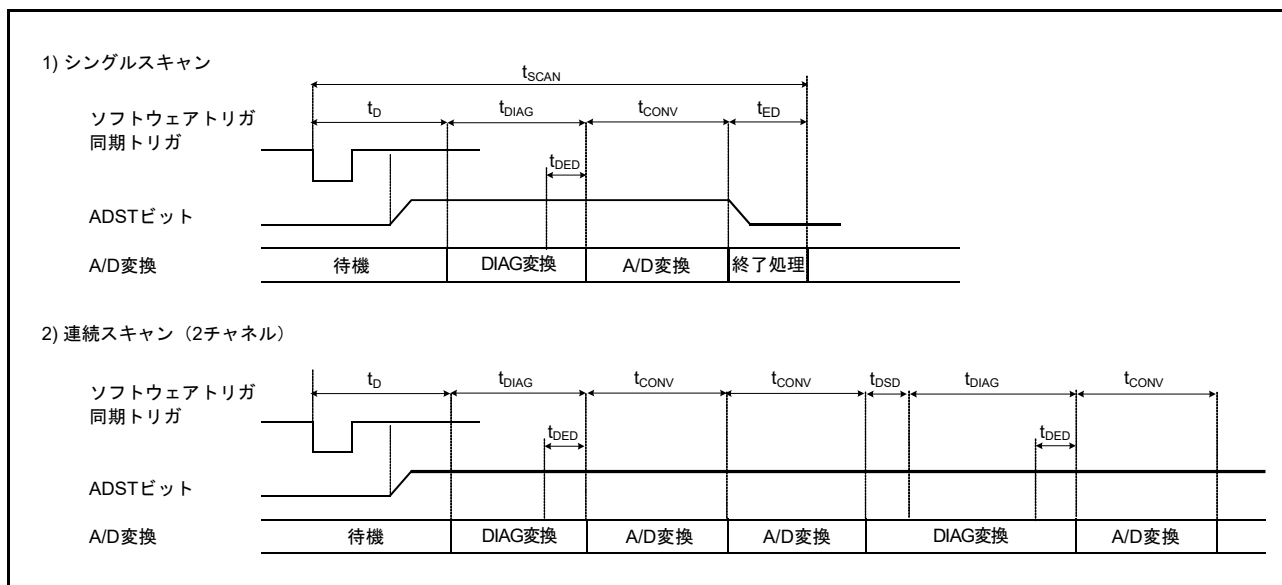 1) シングルスキャン
tSCAN
ソフトウェアトリガ
同期トリガ
tD
tDIAG
tCONV
tED
tDED
ADSTビット
A/D変換
待機
DIAG変換
A/D変換
終了処理
2) 連続スキャン（2チャネル）
ソフトウェアトリガ
同期トリガ
tD
tDIAG
tCONV
tCONV
tDSD
tDIAG
tCONV
tDED
tDED
ADSTビット
A/D変換
待機
DIAG変換
A/D変換
A/D変換
DIAG変換
A/D変換